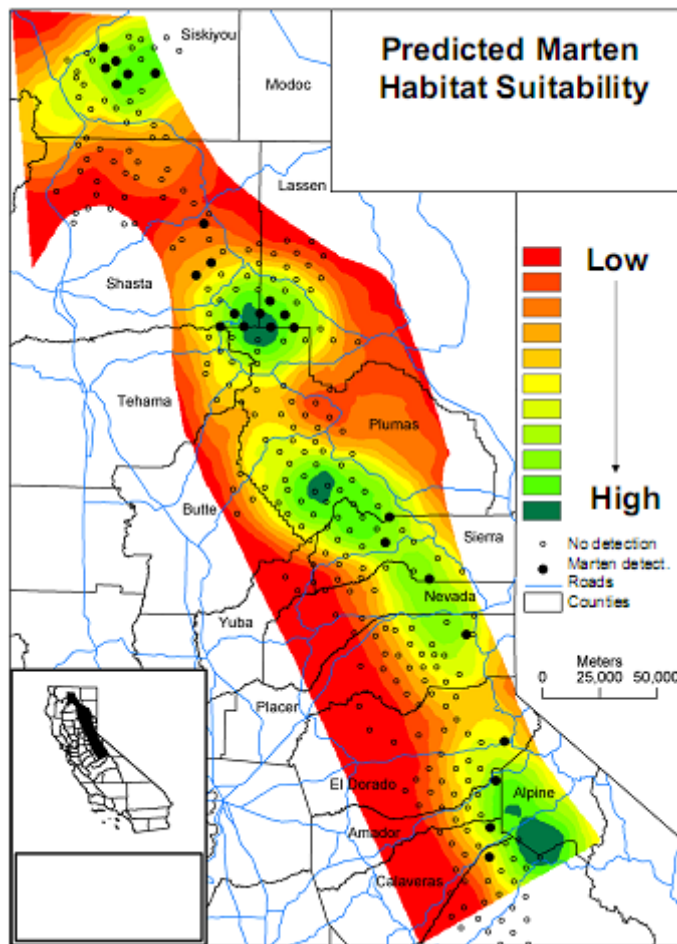 Predicted Marten
Habitat Suitability
Siskiyou
Modoc
Lassen
Shasta
Tehama
Plumas
Butte
Sierra
Nevada
Yuba
Placer
El Dorado
Alpine
Amador
Calaveras
Low
High
No detection
Marten detect.
Roads
Counties
Meters
0 25,000 50,000